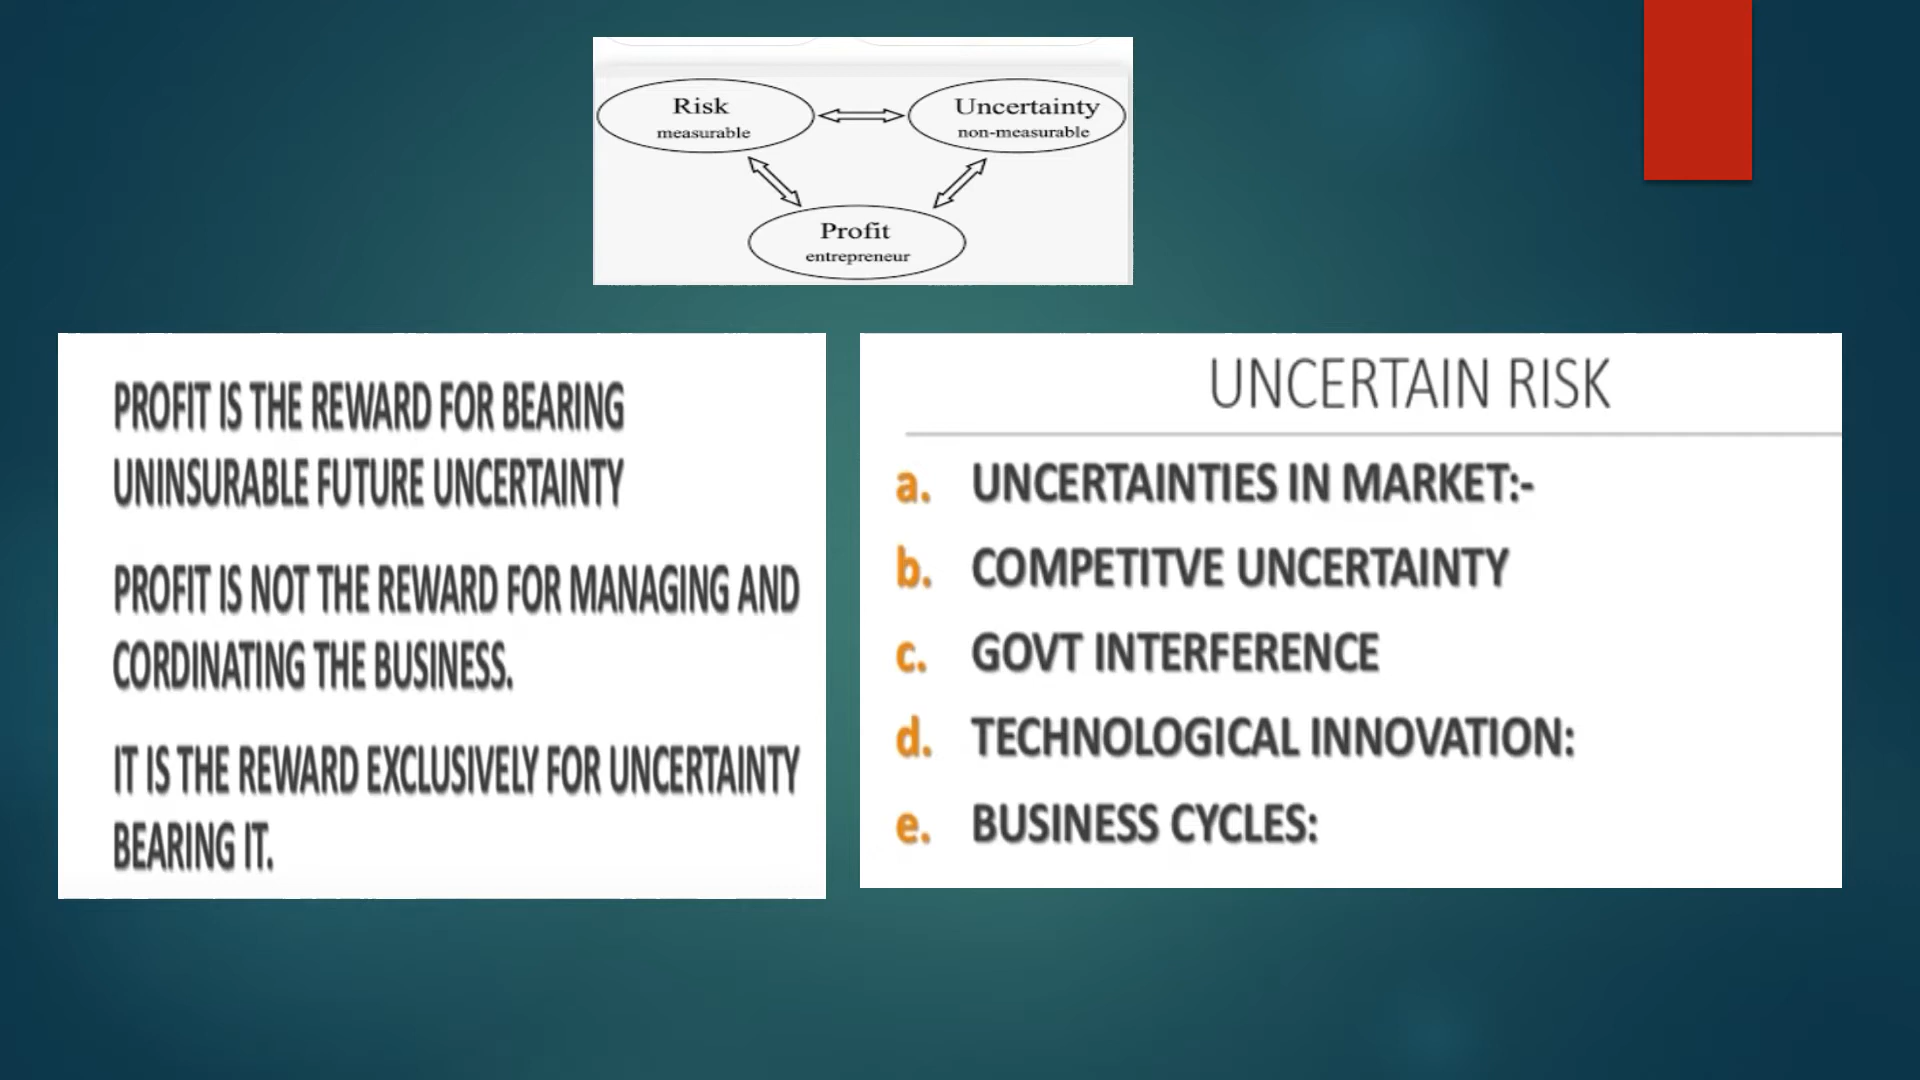 Risk
measurable
Uncertainty
non-measurable
Profit
entrepreneur
PROFIT IS THE REWARD FOR BEARING
UNINSURABLE FUTURE UNCERTAINTY
PROFIT IS NOT THE REWARD FOR MANAGING AND
CORDINATING THE BUSINESS.
IT IS THE REWARD EXCLUSIVELY FOR UNCERTAINTY
BEARING IT.
UNCERTAIN RISK
a. UNCERTAINTIES IN MARKET:-
b. COMPETITVE UNCERTAINTY
c. GOVT INTERFERENCE
d. TECHNOLOGICAL INNOVATION:
e. BUSINESS CYCLES: